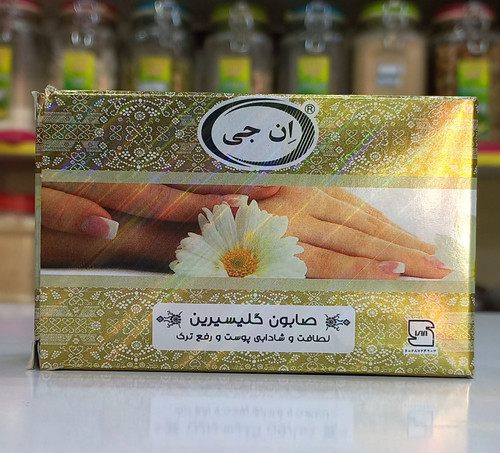 اِن جی ®
صابون گلیسیرین
لطافت و شادابی پوست و رفع ترک